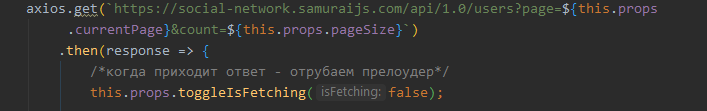 axios.get(`https://social-network.samuraijs.com/api/1.0/users?page=${this.props
.currentPage}&count=${this.props.pageSize}`)
.then(response => {
/*когда приходит ответ - отрубаем прелоудер*/
this.props.toggleIsFetching( isFetching: false);